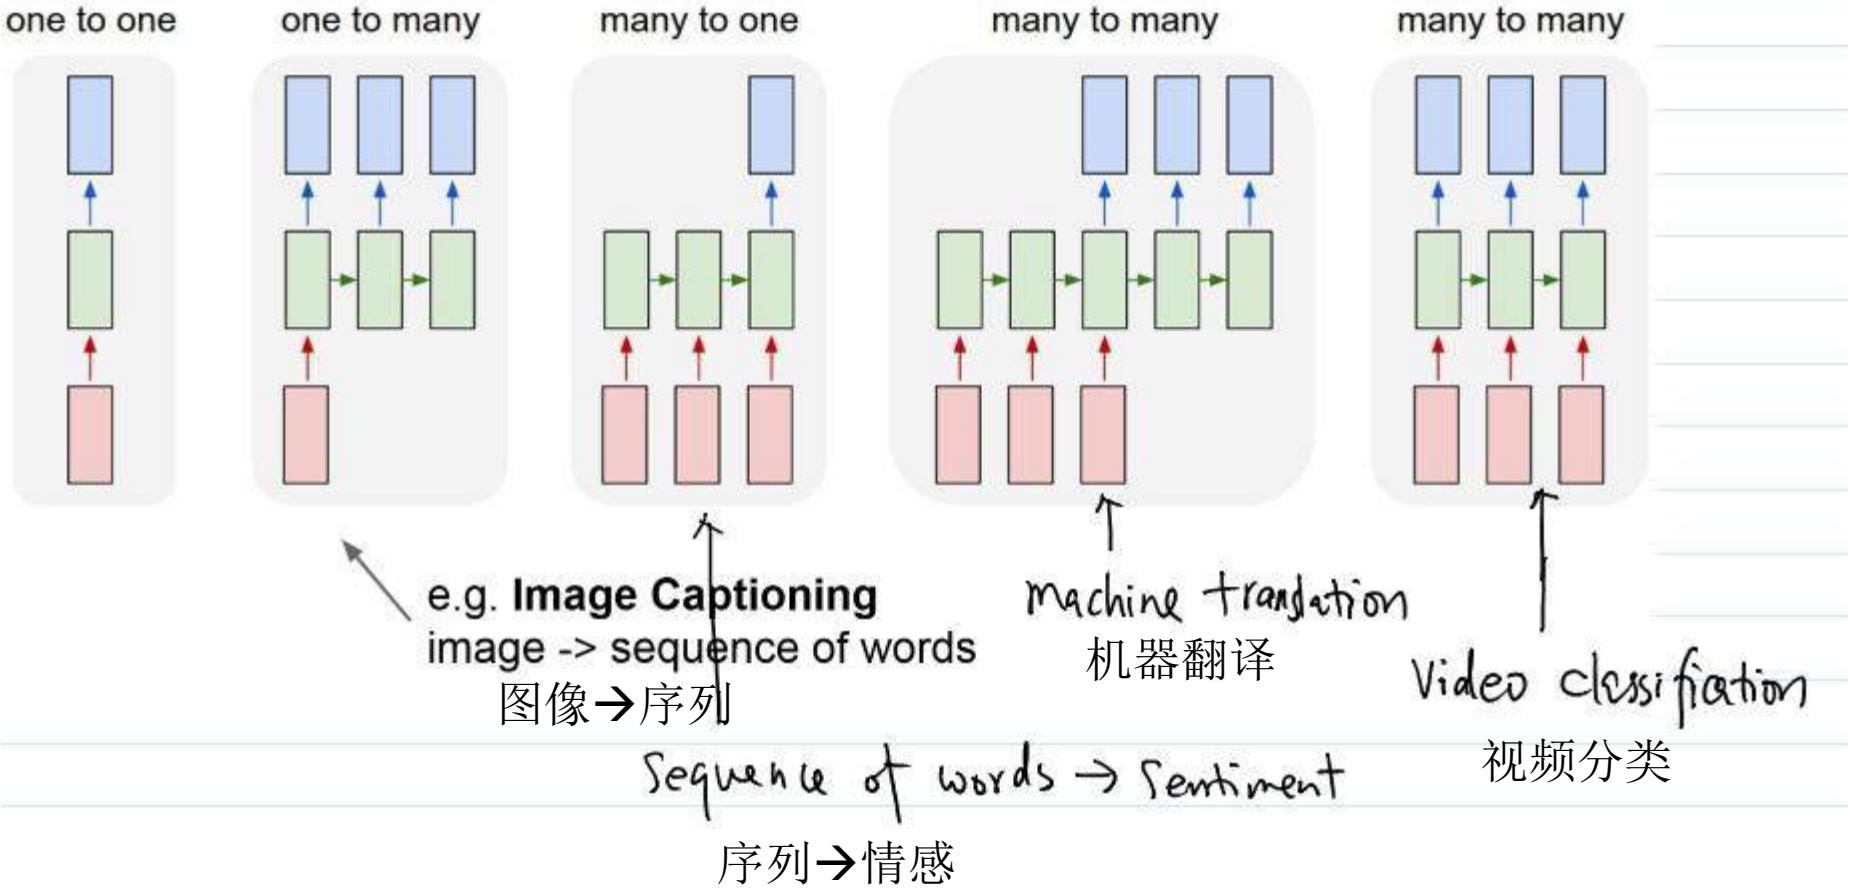 one to one
one to many
many to one
many to many
many to many
e.g. Image Captioning
image -> sequence of words
图像→序列
machine translation
机器翻译
Video classification
视频分类
Sequence of words → Sentiment
序列→情感